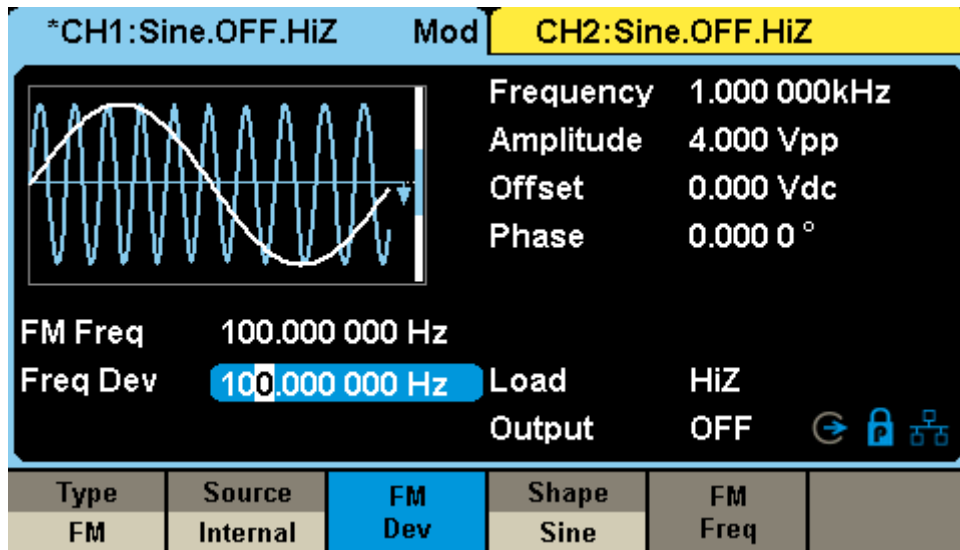 *CH1:Sine.OFF.HiZ Mod CH2:Sine.OFF.HiZ
Frequency 1.000 000kHz
Amplitude 4.000 Vpp
Offset 0.000 Vdc
Phase 0.000 0 °
FM Freq 100.000 000 Hz
Freq Dev 100.000 000 Hz Load HiZ
Output OFF P
Type Source FM Shape FM
FM Internal Dev Sine Freq